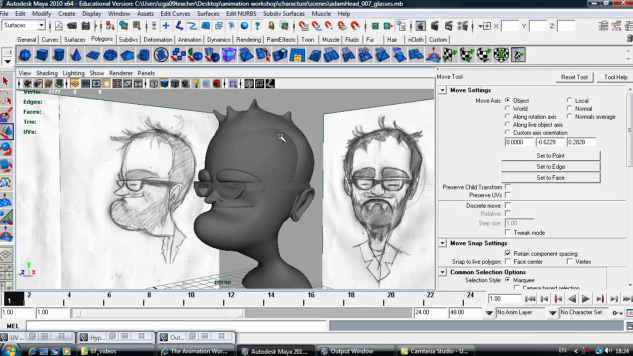 Autodesk Maya 2010 x64 - Educational Version: C:\Users\cga09teacher\Desktop\animation workshop\characture\scenes\adamHead_007_glasses.mb
File Edit Modify Create Display Window Assets Edit Curves Surfaces Edit NURBS Subdiv Surfaces Muscle Help
Surfaces X: Y: Z:
General Curves Surfaces Polygons Subdivs Deformation Animation Dynamics Rendering PaintEffects Toon Muscle Fluids Fur Hair nCloth Custom
View Shading Lighting Show Renderer Panels
Verts:
Edges:
Faces:
Tris:
UVs:
persp
Move Tool Reset Tool Tool Help
Move Settings
Move Axis: Object Local
World Normal
Along rotation axis Normals average
Along live object axis
Custom axis orientation
0.0000 -0.6229 0.2828
Set to Point
Set to Edge
Set to Face
Preserve Child Transform
Preserve UVs
Discrete move:
Relative:
Step size: 1.00
Tweak mode
Move Snap Settings
Retain component spacing
Snap to live polygon: Face center Vertex
Common Selection Options
Selection Style: Marquee
Camera based selection
1 2 4 6 8 10 12 14 16 18 20 22 24 1.00
1.00 1.00 24.00 48.00 No Anim Layer No Character Set
MEL
UV Hyp Out
07_videos The Animation Wor... Autodesk Maya 201... Output Window Camtasia Studio - U... EN 18:24